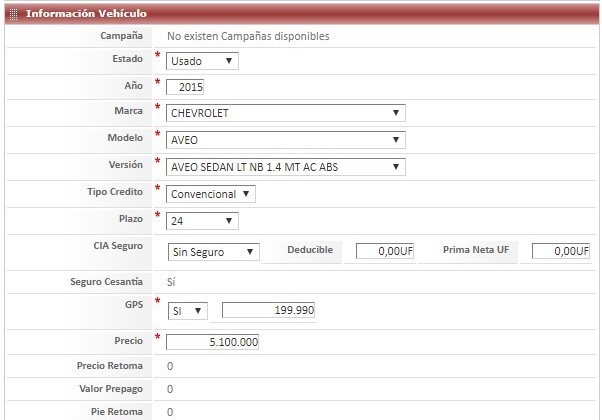 Información Vehículo
Campaña No existen Campañas disponibles
Estado * Usado
Año * 2015
Marca * CHEVROLET
Modelo * AVEO
Versión * AVEO SEDAN LT NB 1.4 MT AC ABS
Tipo Credito * Convencional
Plazo * 24
CIA Seguro Sin Seguro Deducible 0,00UF Prima Neta UF 0,00UF
Seguro Cesantía Sí
GPS * SI 199.990
Precio * 5.100.000
Precio Retoma 0
Valor Prepago 0
Pie Retoma 0